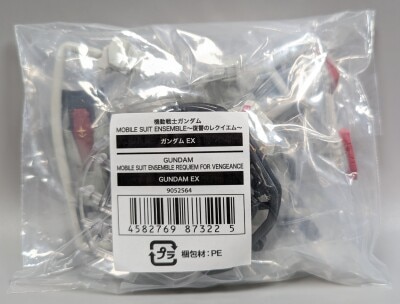 機動戦士ガンダム
MOBILE SUIT ENSEMBLE〜復讐のレクイエム〜
ガンダム EX
GUNDAM
MOBILE SUIT ENSEMBLE REQUIEM FOR VENGEANCE
GUNDAM EX
9052564
4 582769 87322 5
プラ 梱包材:PE